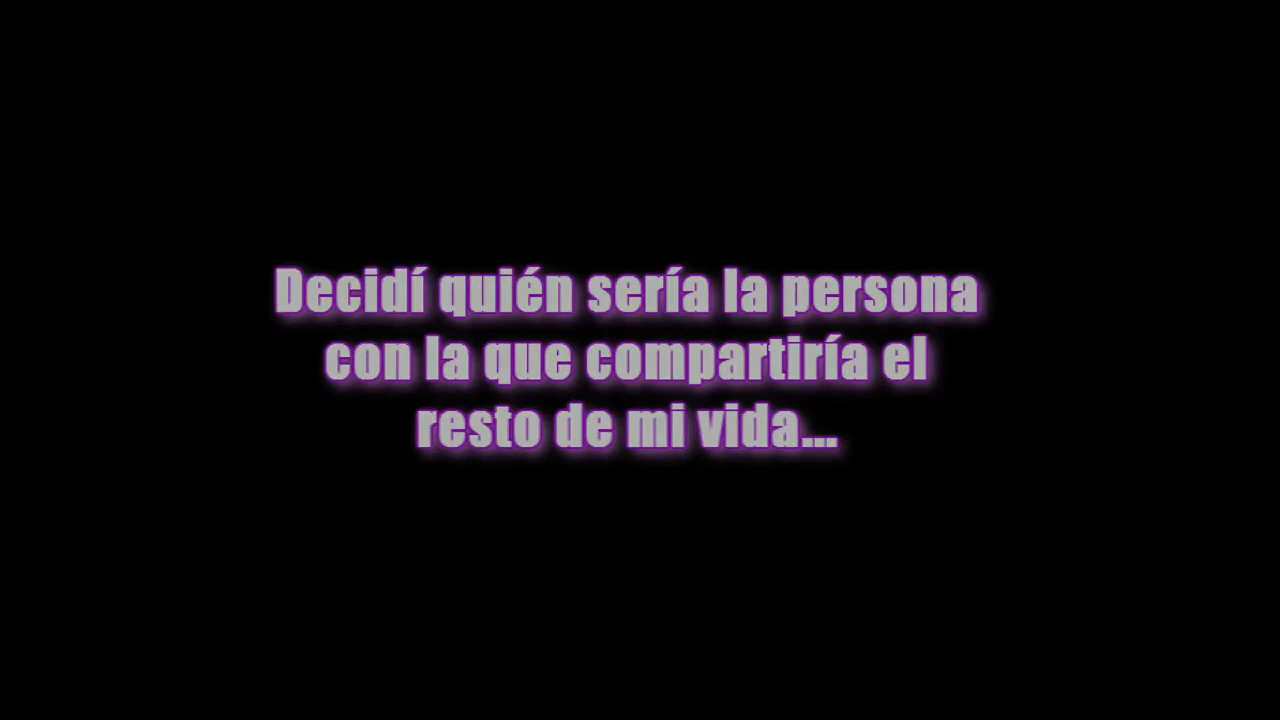 Decidí quién sería la persona
con la que compartiría el
resto de mi vida...